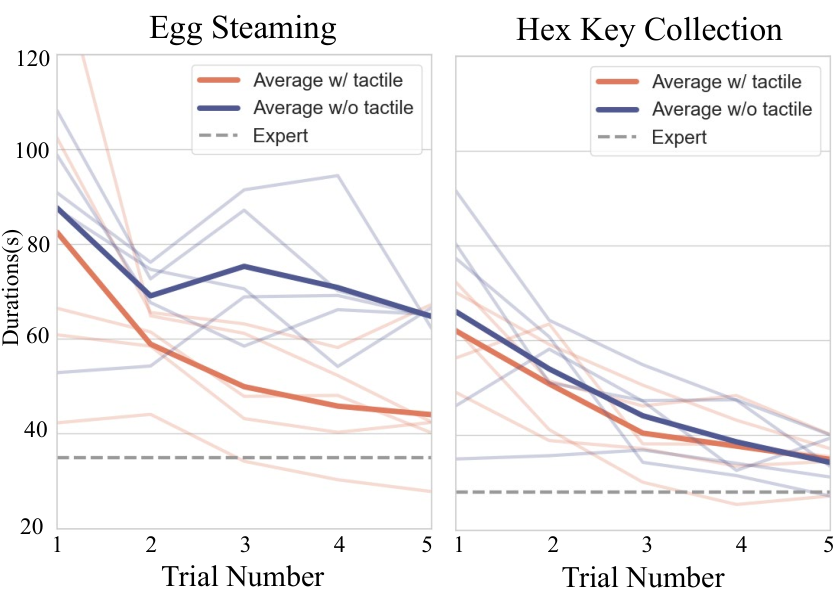 Egg Steaming
Hex Key Collection
Durations(s)
120
100
80
60
40
20
Average w/ tactile
Average w/o tactile
Expert
1 2 3 4 5
Trial Number
Average w/ tactile
Average w/o tactile
Expert
1 2 3 4 5
Trial Number